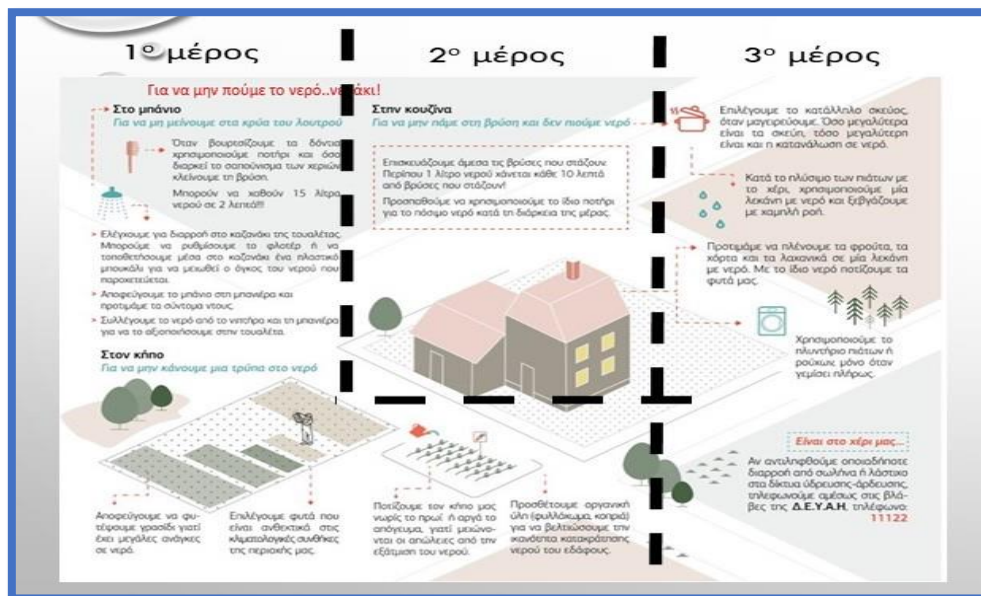 1ο μέρος
2ο μέρος
3ο μέρος
Για να μην πούμε το νερό..νεράκι!
Στο μπάνιο
Για να μη μείνουμε στα κρύα του λουτρού
Όταν βουρτσίζουμε τα δόντια
χρησιμοποιούμε ποτήρι και όσο
διαρκεί το σαπούνισμα των χεριών
κλείνουμε τη βρύση.
Μπορούν να χαθούν 15 λίτρα
νερού σε 2 λεπτά!!!
> Ελέγχουμε για διαρροή στο καζανάκι της τουαλέτας.
Μπορούμε να ρυθμίσουμε το φλοτέρ ή να
τοποθετήσουμε μέσα στο καζανάκι ένα πλαστικό
μπουκάλι για να μειωθεί ο όγκος του νερού που
παροχετεύεται.
> Αποφεύγουμε το μπάνιο στη μπανιέρα και
προτιμάμε τα σύντομα ντους.
> Συλλέγουμε το νερό από το νιπτήρα και τη μπανιέρα
για να το αξιοποιήσουμε στην τουαλέτα.
Στον κήπο
Για να μην κάνουμε μια τρύπα στο νερό
Αποφεύγουμε να φυ-
τέψουμε γρασίδι γιατί
έχει μεγάλες ανάγκες
σε νερό.
Επιλέγουμε φυτά που
είναι ανθεκτικά στις
κλιματολογικές συνθήκες
της περιοχής μας.
Στην κουζίνα
Για να μην πάμε στη βρύση και δεν πιούμε νερό
Επισκευάζουμε άμεσα τις βρύσες που στάζουν.
Περίπου 1 λίτρο νερού χάνεται κάθε 10 λεπτά
από βρύσες που στάζουν!
Προσπαθούμε να χρησιμοποιούμε το ίδιο ποτήρι
για το πόσιμο νερό κατά τη διάρκεια της μέρας.
Ποτίζουμε τον κήπο μας
νωρίς το πρωί ή αργά το
απόγευμα, γιατί μειώνο-
νται οι απώλειες από την
εξάτμιση του νερού.
Προσθέτουμε οργανική
ύλη (φυλλόχωμα, κοπριά)
για να βελτιώσουμε την
ικανότητα κατακράτησης
νερού του εδάφους.
Επιλέγουμε το κατάλληλο σκεύος,
όταν μαγειρεύουμε. Όσο μεγαλύτερα
είναι τα σκεύη, τόσο μεγαλύτερη
είναι και η κατανάλωση σε νερό.
Κατά το πλύσιμο των πιάτων με
το χέρι, χρησιμοποιούμε μία
λεκάνη με νερό και ξεβγάζουμε
με χαμηλή ροή.
Προτιμάμε να πλένουμε τα φρούτα, τα
χόρτα και τα λαχανικά σε μία λεκάνη
με νερό. Με το ίδιο νερό ποτίζουμε τα
φυτά μας.
Χρησιμοποιούμε το
πλυντήριο πιάτων ή
ρούχων, μόνο όταν
γεμίσει πλήρως.
Είναι στο χέρι μας...
Αν αντιληφθούμε οποιαδήποτε
διαρροή από σωλήνα ή λάστιχο
στα δίκτυα ύδρευσης-άρδευσης,
τηλεφωνούμε αμέσως στις βλά-
βες της Δ.Ε.Υ.Α.Η, τηλέφωνο:
11122